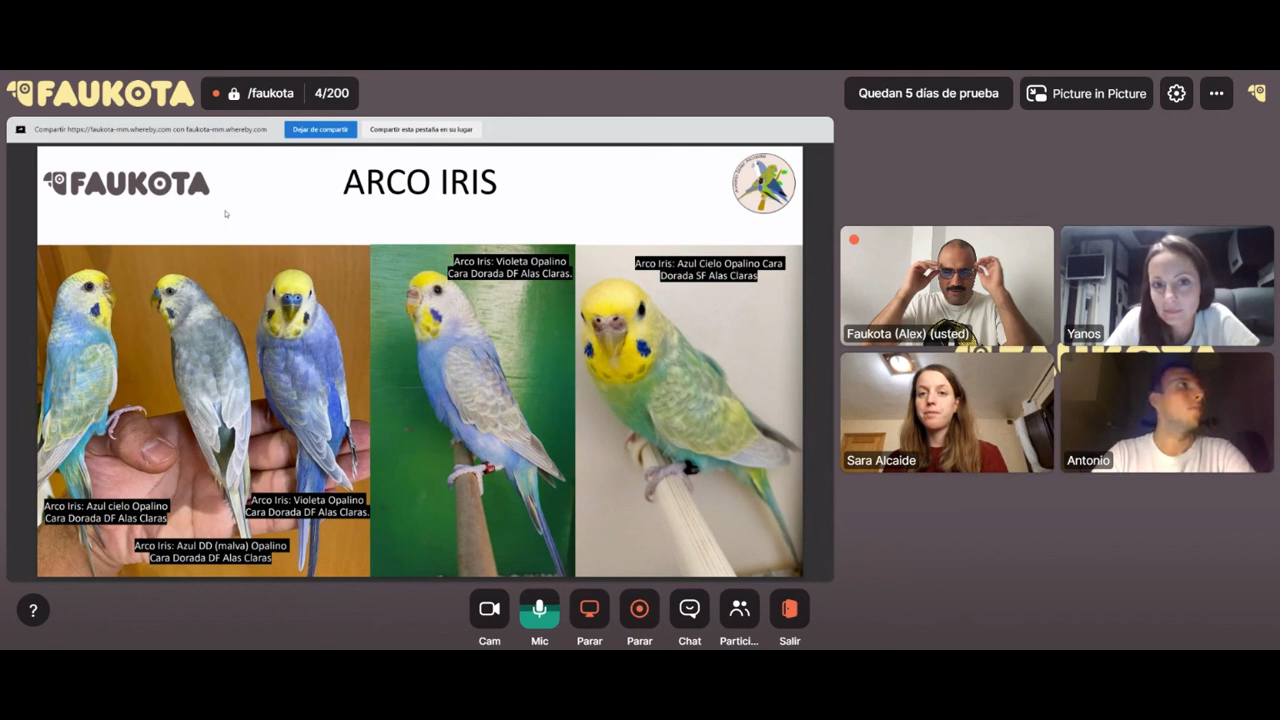 FAUKOTA
/faukota
4/200
Quedan 5 días de prueba
Picture in Picture
Compartir https://faukota-mm.whereby.com con faukota-mm.whereby.com
Dejar de compartir
Compartir esta pestaña en su lugar
FAUKOTA
ARCO IRIS
Arco Iris: Violeta Opalino
Cara Dorada DF Alas Claras.
Arco Iris: Azul Cielo Opalino Cara
Dorada SF Alas Claras
Arco Iris: Azul cielo Opalino
Cara Dorada DF Alas Claras
Arco Iris: Violeta Opalino
Cara Dorada DF Alas Claras.
Arco Iris: Azul DD (malva) Opalino
Cara Dorada DF Alas Claras
Faukota (Alex) (usted)
Yanos
Sara Alcaide
Antonio
?
Cam
Mic
Parar
Parar
Chat
Partici...
Salir